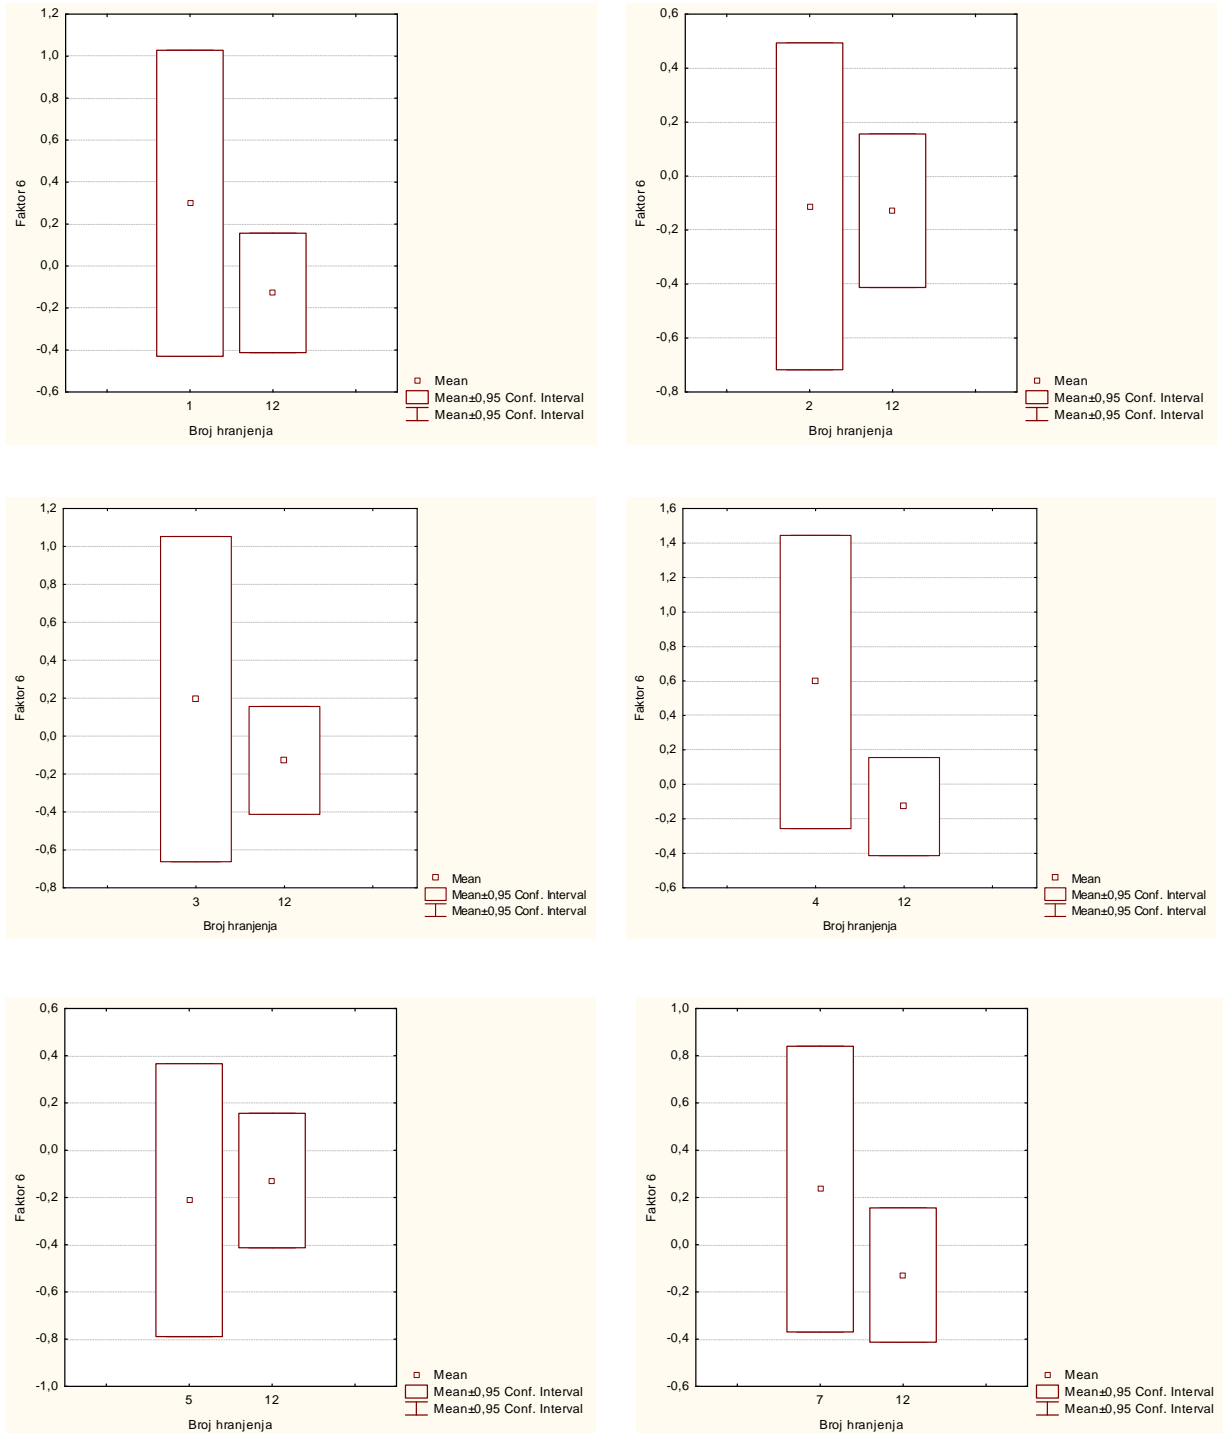 1,2
1,0
0,8
0,6
0,4
0,2
0,0
-0,2
-0,4
-0,6
Faktor 6
1 12
Broj hranjenja
Mean
Mean±0,95 Conf. Interval
Mean±0,95 Conf. Interval
0,6
0,4
0,2
0,0
-0,2
-0,4
-0,6
-0,8
Faktor 6
2 12
Broj hranjenja
Mean
Mean±0,95 Conf. Interval
Mean±0,95 Conf. Interval
1,2
1,0
0,8
0,6
0,4
0,2
0,0
-0,2
-0,4
-0,6
-0,8
Faktor 6
3 12
Broj hranjenja
Mean
Mean±0,95 Conf. Interval
Mean±0,95 Conf. Interval
1,6
1,4
1,2
1,0
0,8
0,6
0,4
0,2
0,0
-0,2
-0,4
-0,6
Faktor 6
4 12
Broj hranjenja
Mean
Mean±0,95 Conf. Interval
Mean±0,95 Conf. Interval
0,6
0,4
0,2
0,0
-0,2
-0,4
-0,6
-0,8
-1,0
Faktor 6
5 12
Broj hranjenja
Mean
Mean±0,95 Conf. Interval
Mean±0,95 Conf. Interval
1,0
0,8
0,6
0,4
0,2
0,0
-0,2
-0,4
-0,6
Faktor 6
7 12
Broj hranjenja
Mean
Mean±0,95 Conf. Interval
Mean±0,95 Conf. Interval